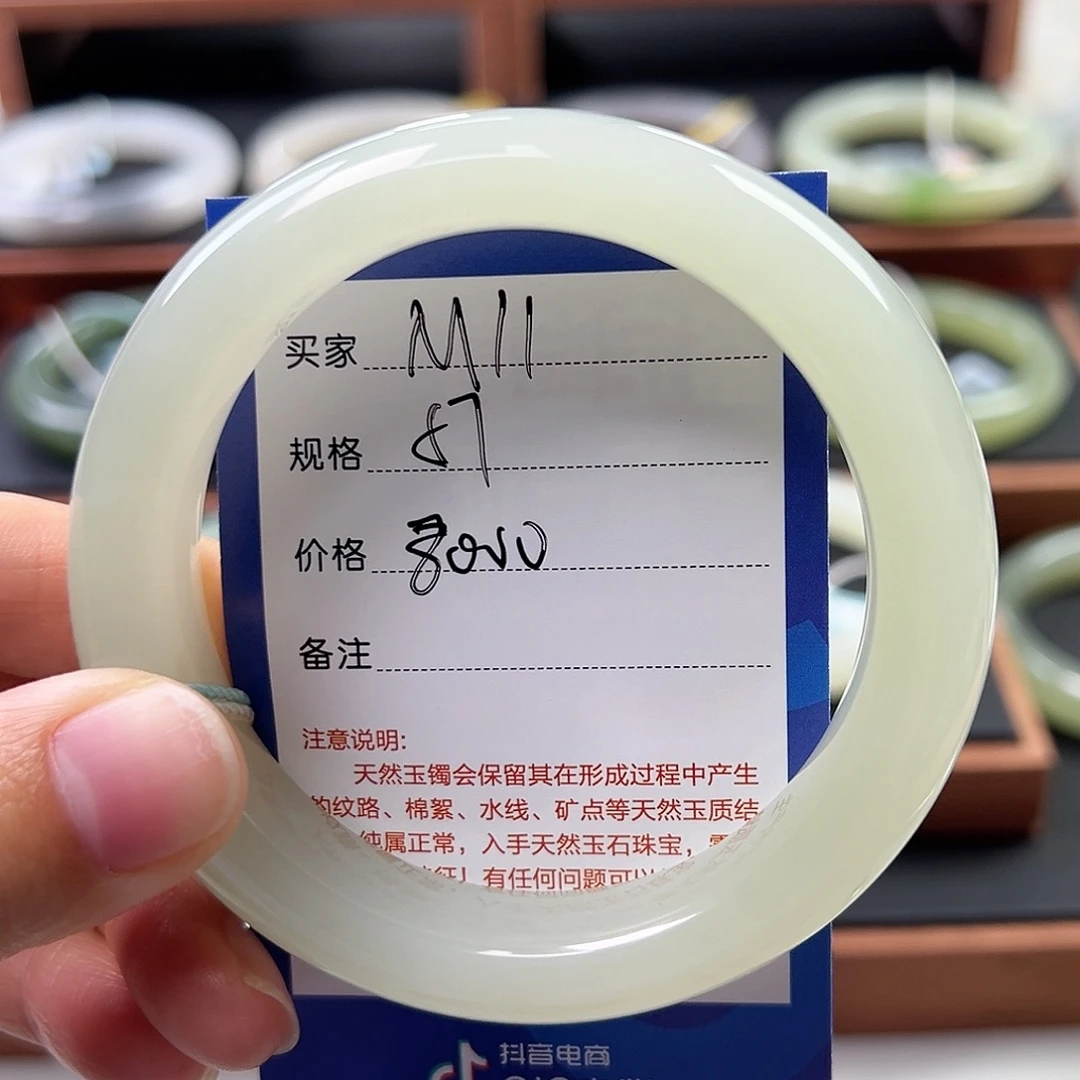 买家 M11
规格 57
价格
备注
注意说明:
天然玉镯会保留其在形成过程中产生
的纹路、棉絮、水线、矿点等天然玉质结
纯属正常，入手天然玉石珠宝，需
征！有任何问题可以
抖音电商